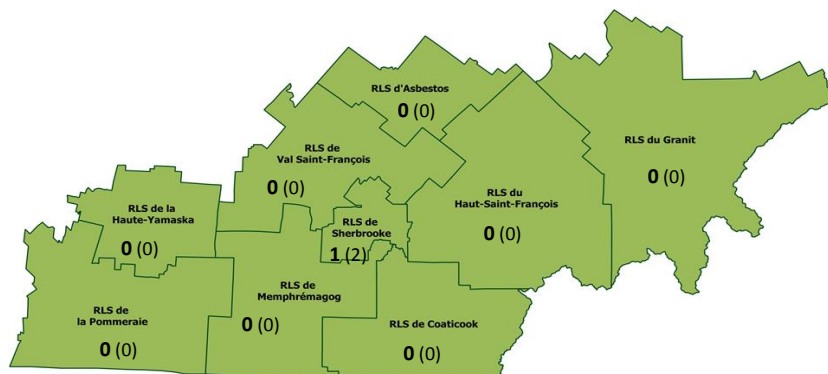 RLS d'Asbestos
0 (0)
RLS du Granit
0 (0)
RLS de
Val Saint-François
0 (0)
RLS du
Haut-Saint-François
0 (0)
RLS de la
Haute-Yamaska
0 (0)
RLS de
Sherbrooke
1 (2)
RLS de
Memphrémagog
0 (0)
RLS de
la Pommeraie
0 (0)
RLS de Coaticook
0 (0)